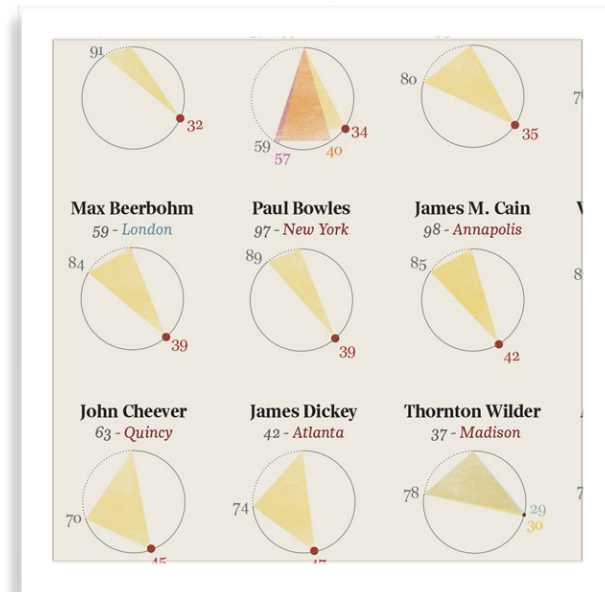 91
32
59
57
40
34
80
35
Max Beerbohm
59 - London
Paul Bowles
97 - New York
James M. Cain
98 - Annapolis
84
39
89
39
85
42
John Cheever
63 - Quincy
James Dickey
42 - Atlanta
Thornton Wilder
37 - Madison
70
74
78
29
30